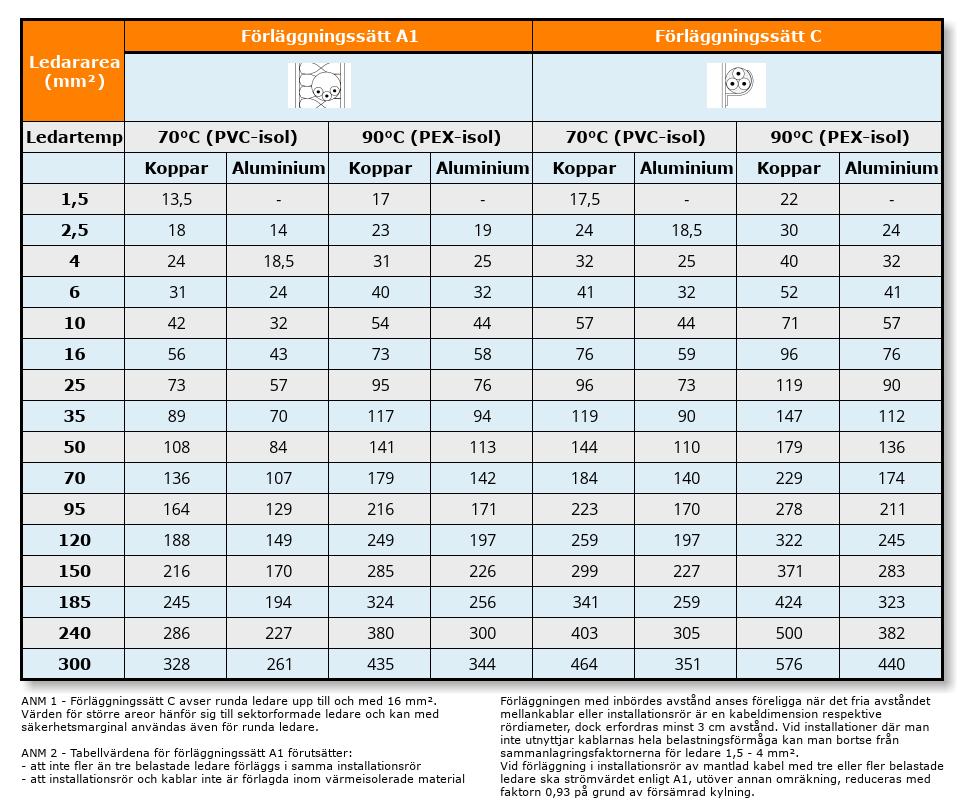 Förläggningssätt A1 Förläggningssätt C
Ledararea
(mm²)
Ledartemp 70°C (PVC-isol) 90°C (PEX-isol) 70°C (PVC-isol) 90°C (PEX-isol)
Koppar Aluminium Koppar Aluminium Koppar Aluminium Koppar Aluminium
1,5 13,5 - 17 - 17,5 - 22 -
2,5 18 14 23 19 24 18,5 30 24
4 24 18,5 31 25 32 25 40 32
6 31 24 40 32 41 32 52 41
10 42 32 54 44 57 44 71 57
16 56 43 73 58 76 59 96 76
25 73 57 95 76 96 73 119 90
35 89 70 117 94 119 90 147 112
50 108 84 141 113 144 110 179 136
70 136 107 179 142 184 140 229 174
95 164 129 216 171 223 170 278 211
120 188 149 249 197 259 197 322 245
150 216 170 285 226 299 227 371 283
185 245 194 324 256 341 259 424 323
240 286 227 380 300 403 305 500 382
300 328 261 435 344 464 351 576 440
ANM 1 - Förläggningssätt C avser runda ledare upp till och med 16 mm².
Värden för större areor hänför sig till sektorformade ledare och kan med
säkerhetsmarginal användas även för runda ledare.
ANM 2 - Tabellvärdena för förläggningssätt A1 förutsätter:
- att inte fler än tre belastade ledare förläggs i samma installationsrör
- att installationsrör och kablar inte är förlagda inom värmeisolerade material
Förläggningen med inbördes avstånd anses föreligga när det fria avståndet
mellankablar eller installationsrör är en kabeldimension respektive
rördiameter, dock erfordras minst 3 cm avstånd. Vid installationer där man
inte utnyttjar kablarnas hela belastningsförmåga kan man bortse från
sammanlagringsfaktorerna för ledare 1,5 - 4 mm².
Vid förläggning i installationsrör av mantlad kabel med tre eller fler belastade
ledare ska strömvärdet enligt A1, utöver annan omräkning, reduceras med
faktorn 0,93 på grund av försämrad kylning.